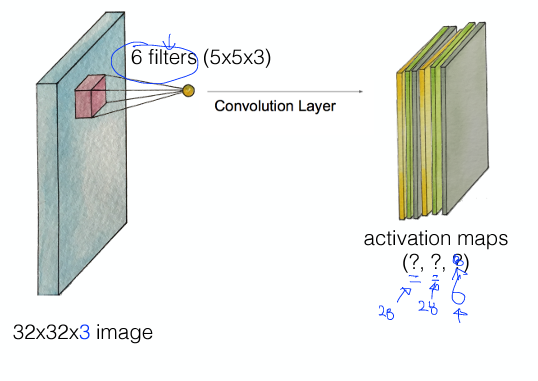 6 filters (5x5x3)
Convolution Layer
activation maps
(?, ?, ?)
28
28
6
32x32x3 image